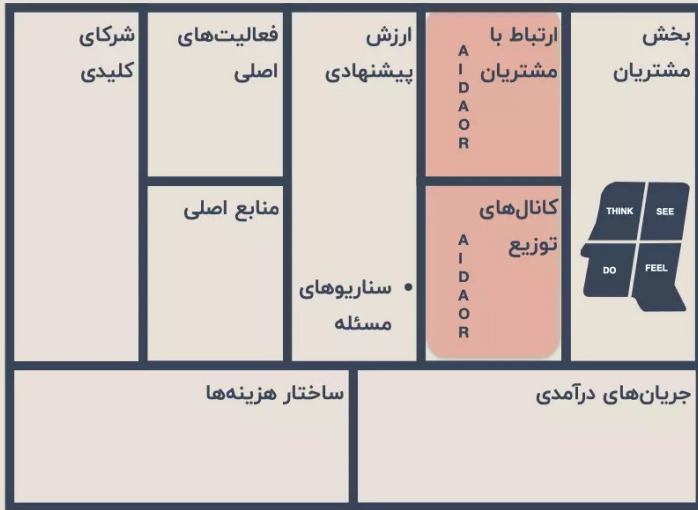 بخش
مشتریان
THINK
SEE
DO
FEEL
ارتباط با
مشتریان
A
I
D
A
O
R
کانال‌های
توزیع
A
I
D
A
O
R
ارزش
پیشنهادی
• سناریوهای
مسئله
فعالیت‌های
اصلی
منابع اصلی
شرکای
کلیدی
جریان‌های درآمدی
ساختار هزینه‌ها